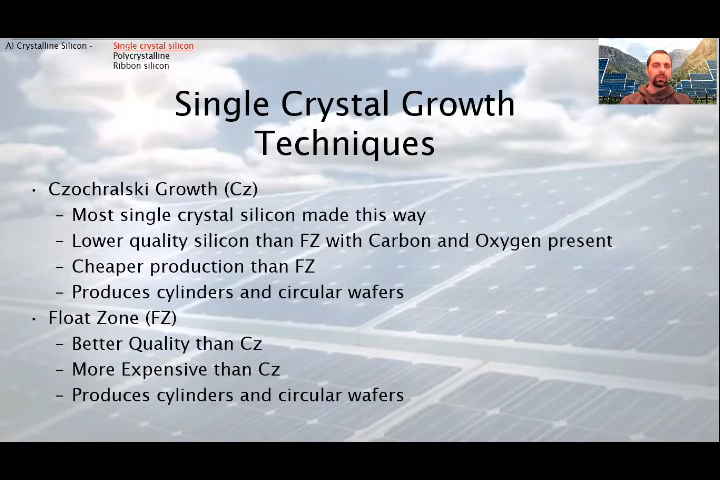 A) Crystalline Silicon - Single crystal silicon
Polycrystalline
Ribbon silicon
Single Crystal Growth
Techniques
• Czochralski Growth (Cz)
– Most single crystal silicon made this way
– Lower quality silicon than FZ with Carbon and Oxygen present
– Cheaper production than FZ
– Produces cylinders and circular wafers
• Float Zone (FZ)
– Better Quality than Cz
– More Expensive than Cz
– Produces cylinders and circular wafers